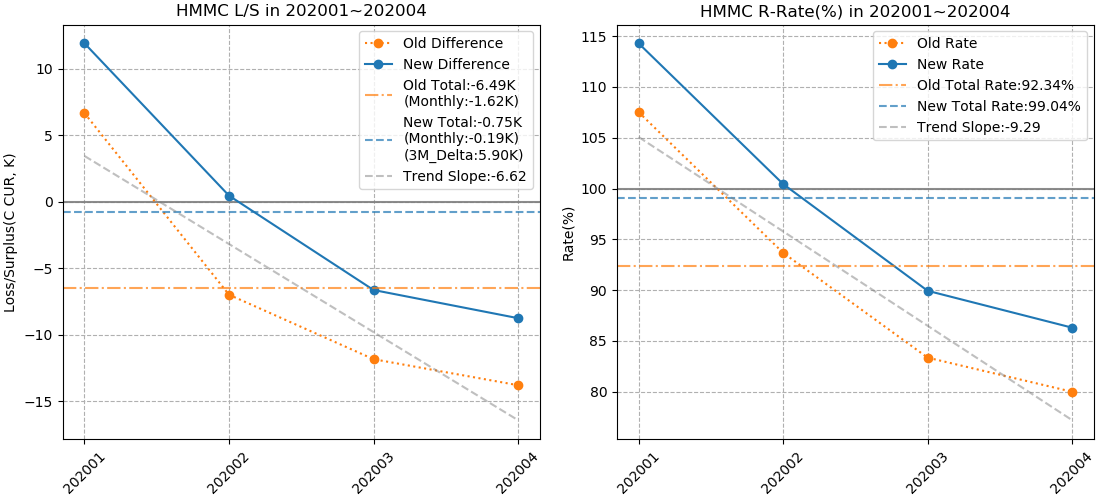 HMMC L/S in 202001~202004
Loss/Surplus(C CUR, K)
10
5
0
−5
−10
−15
202001
202002
202003
202004
Old Difference
New Difference
Old Total:-6.49K
(Monthly:-1.62K)
New Total:-0.75K
(Monthly:-0.19K)
(3M_Delta:5.90K)
Trend Slope:-6.62
HMMC R-Rate(%) in 202001~202004
Rate(%)
115
110
105
100
95
90
85
80
202001
202002
202003
202004
Old Rate
New Rate
Old Total Rate:92.34%
New Total Rate:99.04%
Trend Slope:-9.29